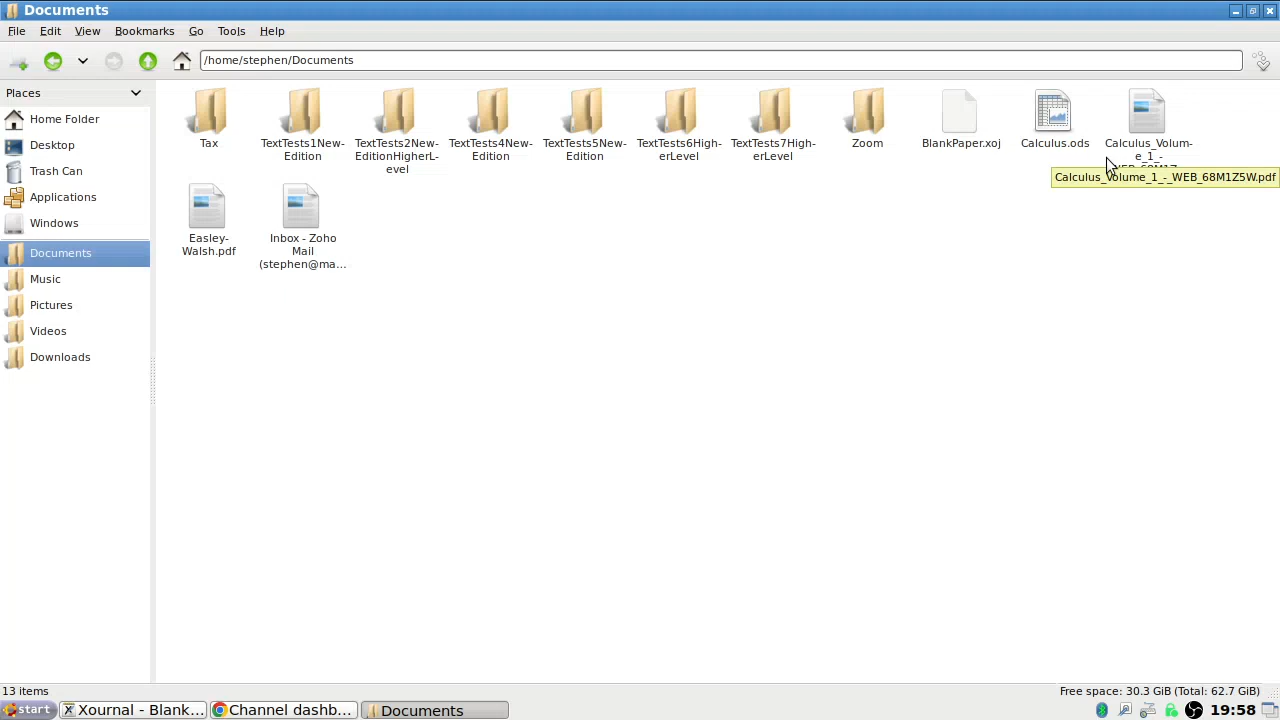 Documents
File Edit View Bookmarks Go Tools Help
/home/stephen/Documents
Places
Home Folder
Desktop
Trash Can
Applications
Windows
Documents
Music
Pictures
Videos
Downloads
Tax
TextTests1New-
Edition
TextTests2New-
EditionHigherL-
evel
TextTests4New-
Edition
TextTests5New-
Edition
TextTests6High-
erLevel
TextTests7High-
erLevel
Zoom
BlankPaper.xoj
Calculus.ods
Calculus_Volum-
e_1_-
Calculus_Volume_1_-_WEB_68M1Z5W.pdf
Easley-
Walsh.pdf
Inbox - Zoho
Mail
(stephen@ma...
13 items
Free space: 30.3 GiB (Total: 62.7 GiB)
start
Xournal - Blank...
Channel dashb...
Documents
19:58